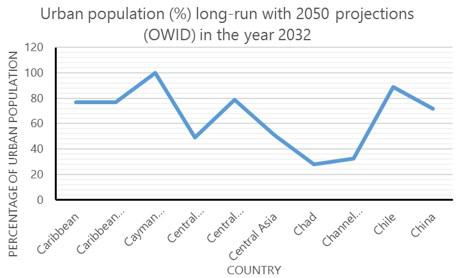 Urban population (%) long-run with 2050 projections
(OWID) in the year 2032
PERCENTAGE OF URBAN POPULATION
120
100
80
60
40
20
0
Caribbean
Caribbean...
Cayman...
Central...
Central...
Central Asia
Chad
Channel...
Chile
China
COUNTRY